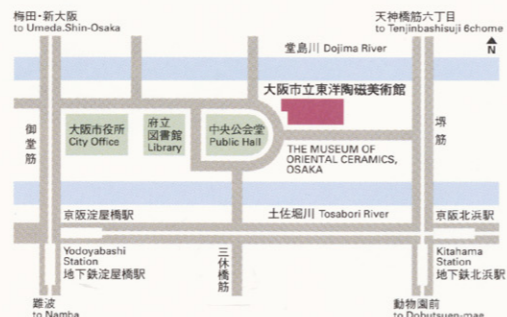 梅田・新大阪
to Umeda.Shin-Osaka
天神橋筋六丁目
to Tenjinbashisuji 6chome
N
堂島川 Dojima River
大阪市立東洋陶磁美術館
御堂筋
大阪市役所
City Office
府立
図書館
Library
中央公会堂
Public Hall
THE MUSEUM OF
ORIENTAL CERAMICS,
OSAKA
堺筋
京阪淀屋橋駅
土佐堀川 Tosabori River
京阪北浜駅
Yodoyabashi
Station
地下鉄淀屋橋駅
三休橋筋
Kitahama
Station
地下鉄北浜駅
難波
to Namba
動物園前
to Dobutsuen-mae